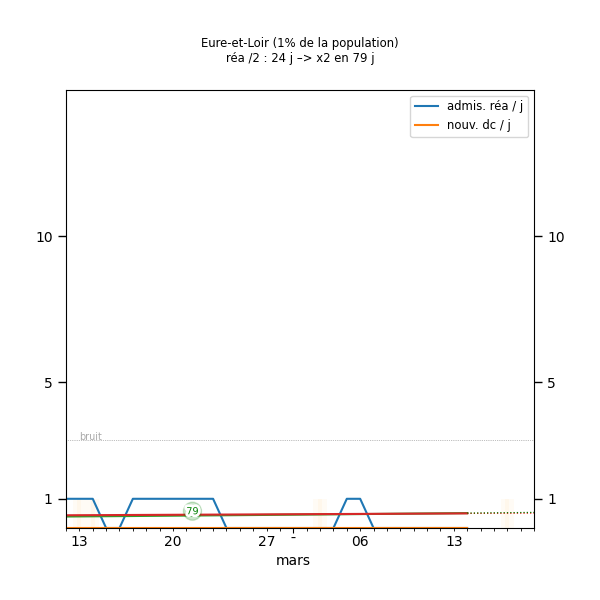 Eure-et-Loir (1% de la population)
réa /2 : 24 j –> x2 en 79 j
admis. réa / j
nouv. dc / j
10 10
5 5
bruit
1 1
79
13 20 27 - 06 13
mars